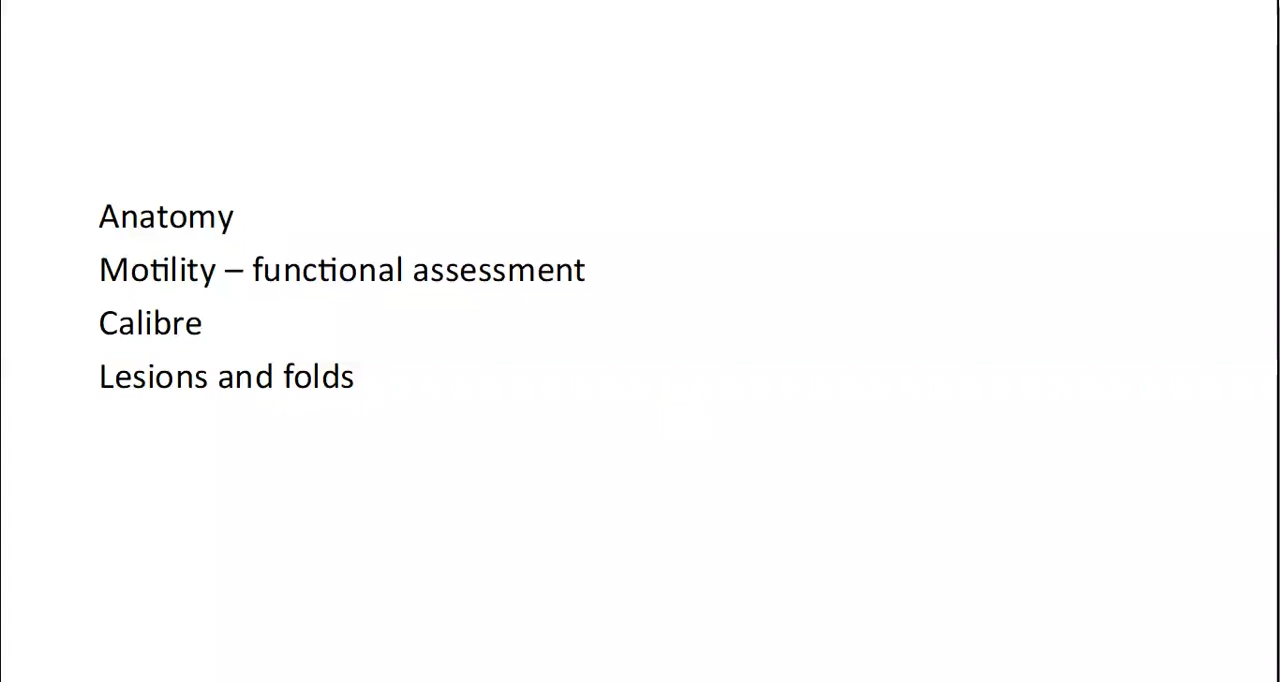 Anatomy
Motility – functional assessment
Calibre
Lesions and folds